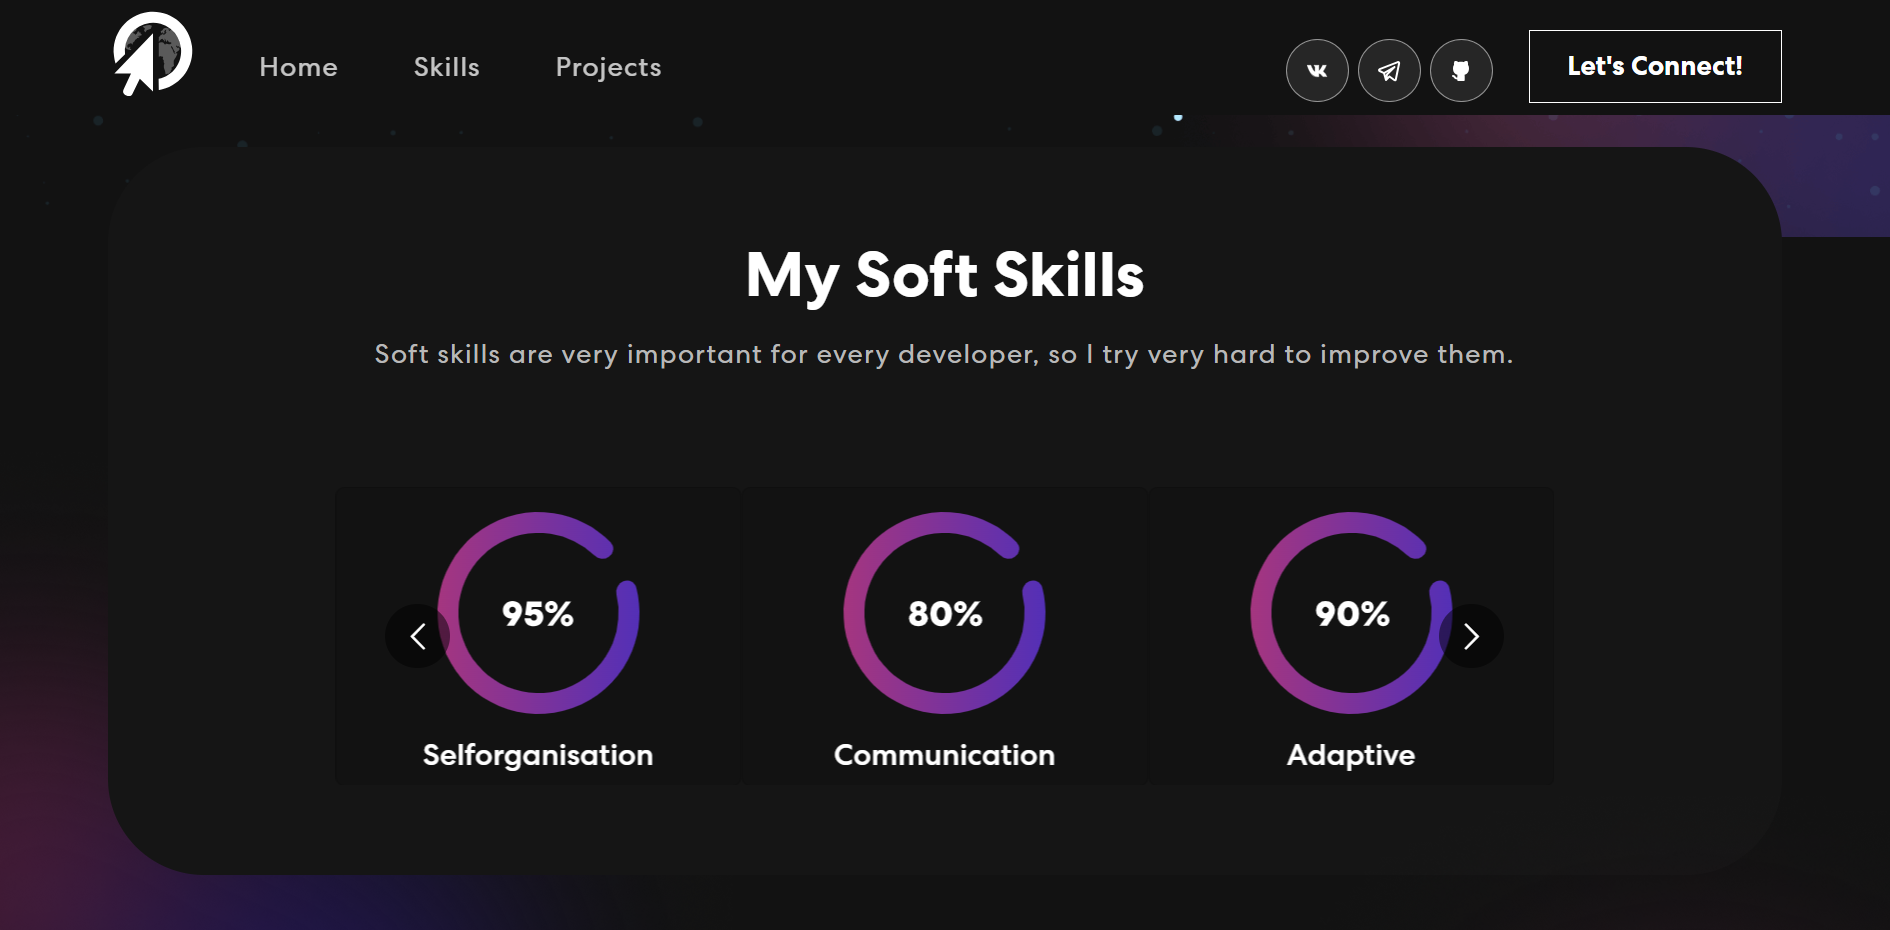 Home Skills Projects Let's Connect!
My Soft Skills
Soft skills are very important for every developer, so I try very hard to improve them.
95% 80% 90%
Selforganisation Communication Adaptive